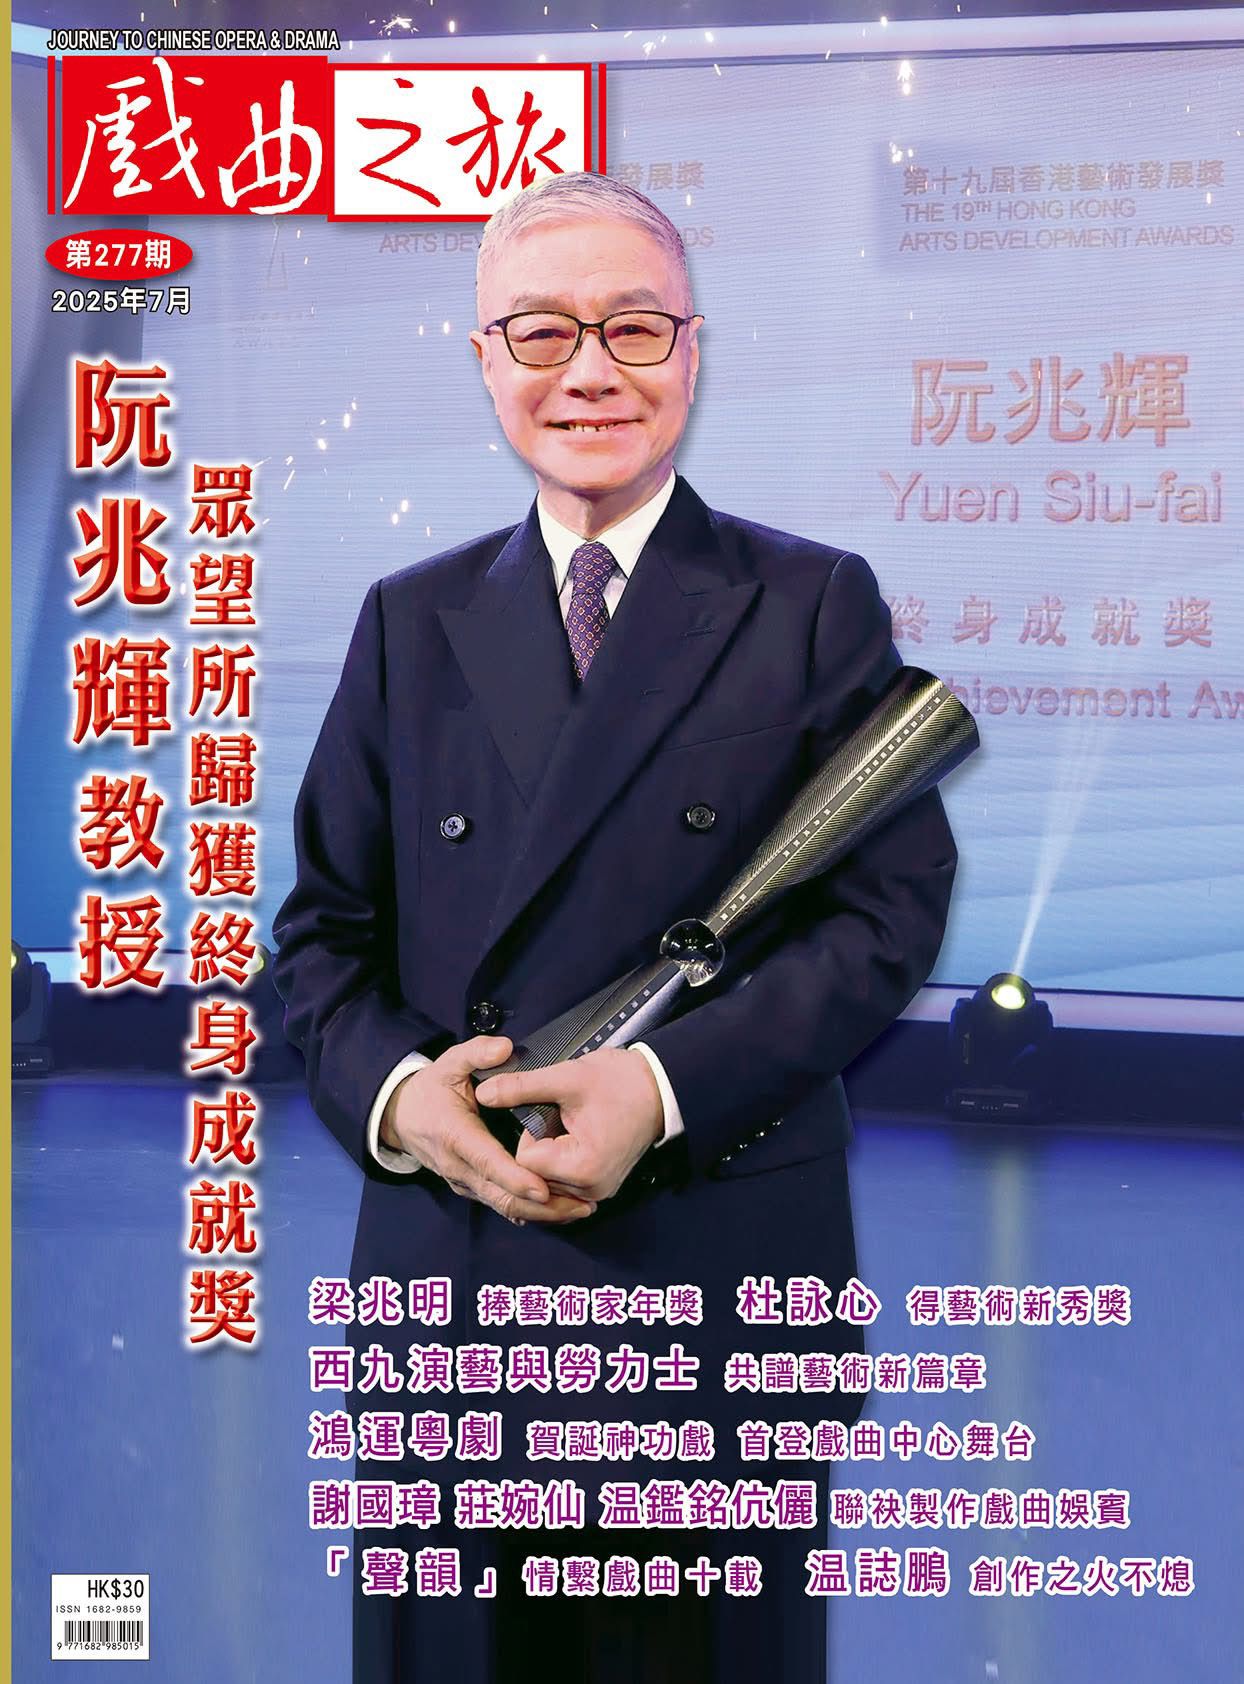 JOURNEY TO CHINESE OPERA & DRAMA
戲曲之旅
第277期
2025年7月
阮兆輝教授
眾望所歸獲終身成就獎
發展獎
ARTS DE
DS
第十九屆香港藝術發展獎
THE 19TH HONG KONG
ARTS DEVELOPMENT AWARDS
阮兆輝
Yuen Siu-fai
終身成就獎
chievement Aw
梁兆明 捧藝術家年獎 杜詠心 得藝術新秀獎
西九演藝與勞力士 共譜藝術新篇章
鴻運粵劇 賀誕神功戲 首登戲曲中心舞台
謝國璋 莊婉仙 温鑑銘伉儷 聯袂製作戲曲娛賓
「聲韻」情繫戲曲十載 温誌鵬 創作之火不熄
HK$30
ISSN 1682-9859
9 771682 985015